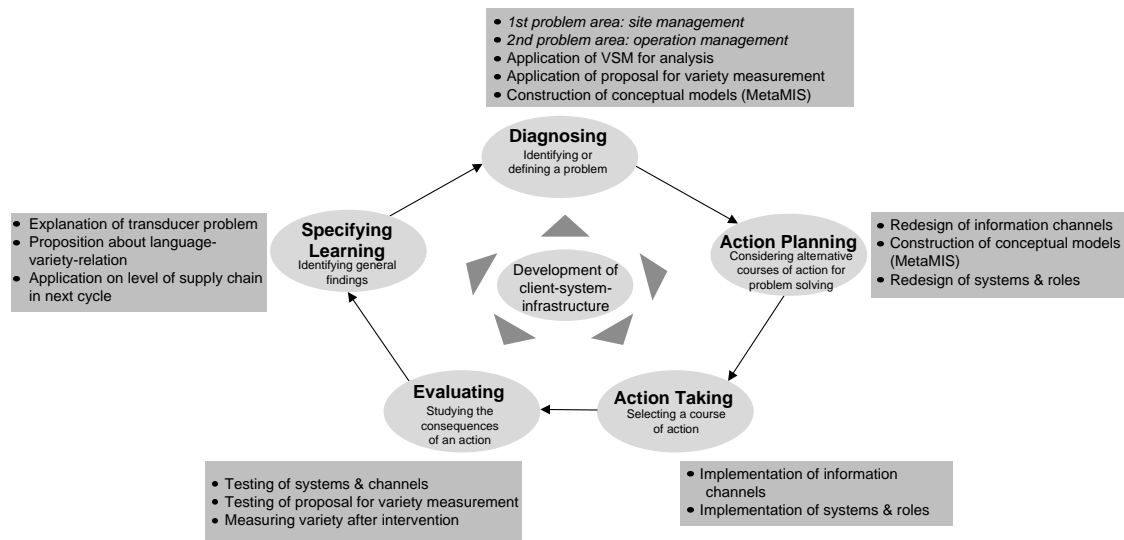 • 1st problem area: site management
• 2nd problem area: operation management
• Application of VSM for analysis
• Application of proposal for variety measurement
• Construction of conceptual models (MetaMIS)
Diagnosing
Identifying or
defining a problem
• Explanation of transducer problem
• Proposition about language-
variety-relation
• Application on level of supply chain
in next cycle
Specifying
Learning
Identifying general
findings
Development of
client-system-
infrastructure
Action Planning
Considering alternative
courses of action for
problem solving
• Redesign of information channels
• Construction of conceptual models
(MetaMIS)
• Redesign of systems & roles
Evaluating
Studying the
consequences
of an action
Action Taking
Selecting a course
of action
• Testing of systems & channels
• Testing of proposal for variety measurement
• Measuring variety after intervention
• Implementation of information
channels
• Implementation of systems & roles